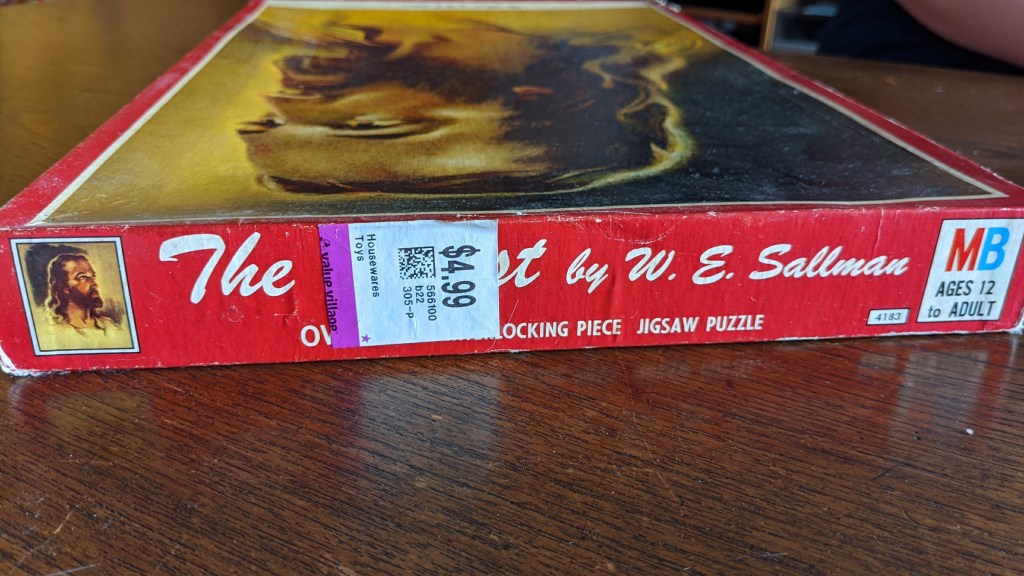 The st by W. E. Sallman
LOCKING PIECE JIGSAW PUZZLE
value village
Housewares
Toys
$4.99
566100
b22
305-P
4183
MB
AGES 12
to ADULT